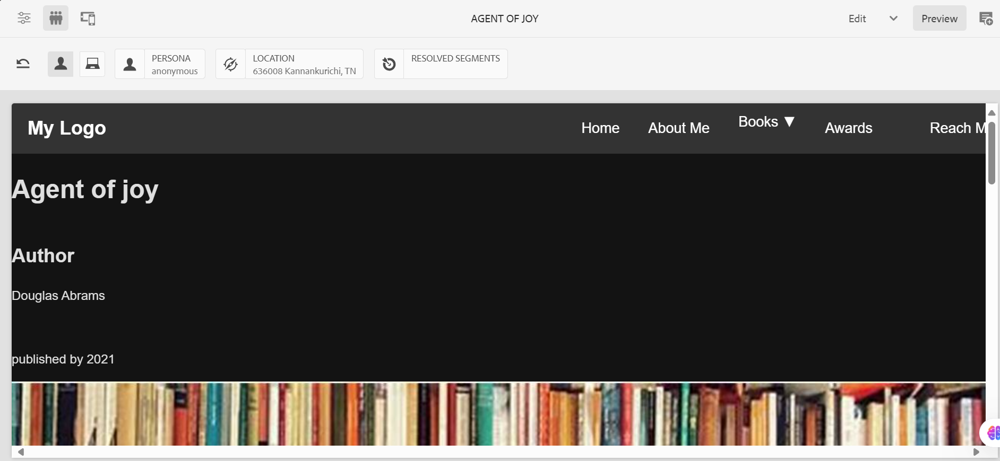 AGENT OF JOY
Edit
Preview
PERSONA
anonymous
LOCATION
636008 Kannankurichi, TN
RESOLVED SEGMENTS
My Logo
Home
About Me
Books ▼
Awards
Reach M
Agent of joy
Author
Douglas Abrams
published by 2021